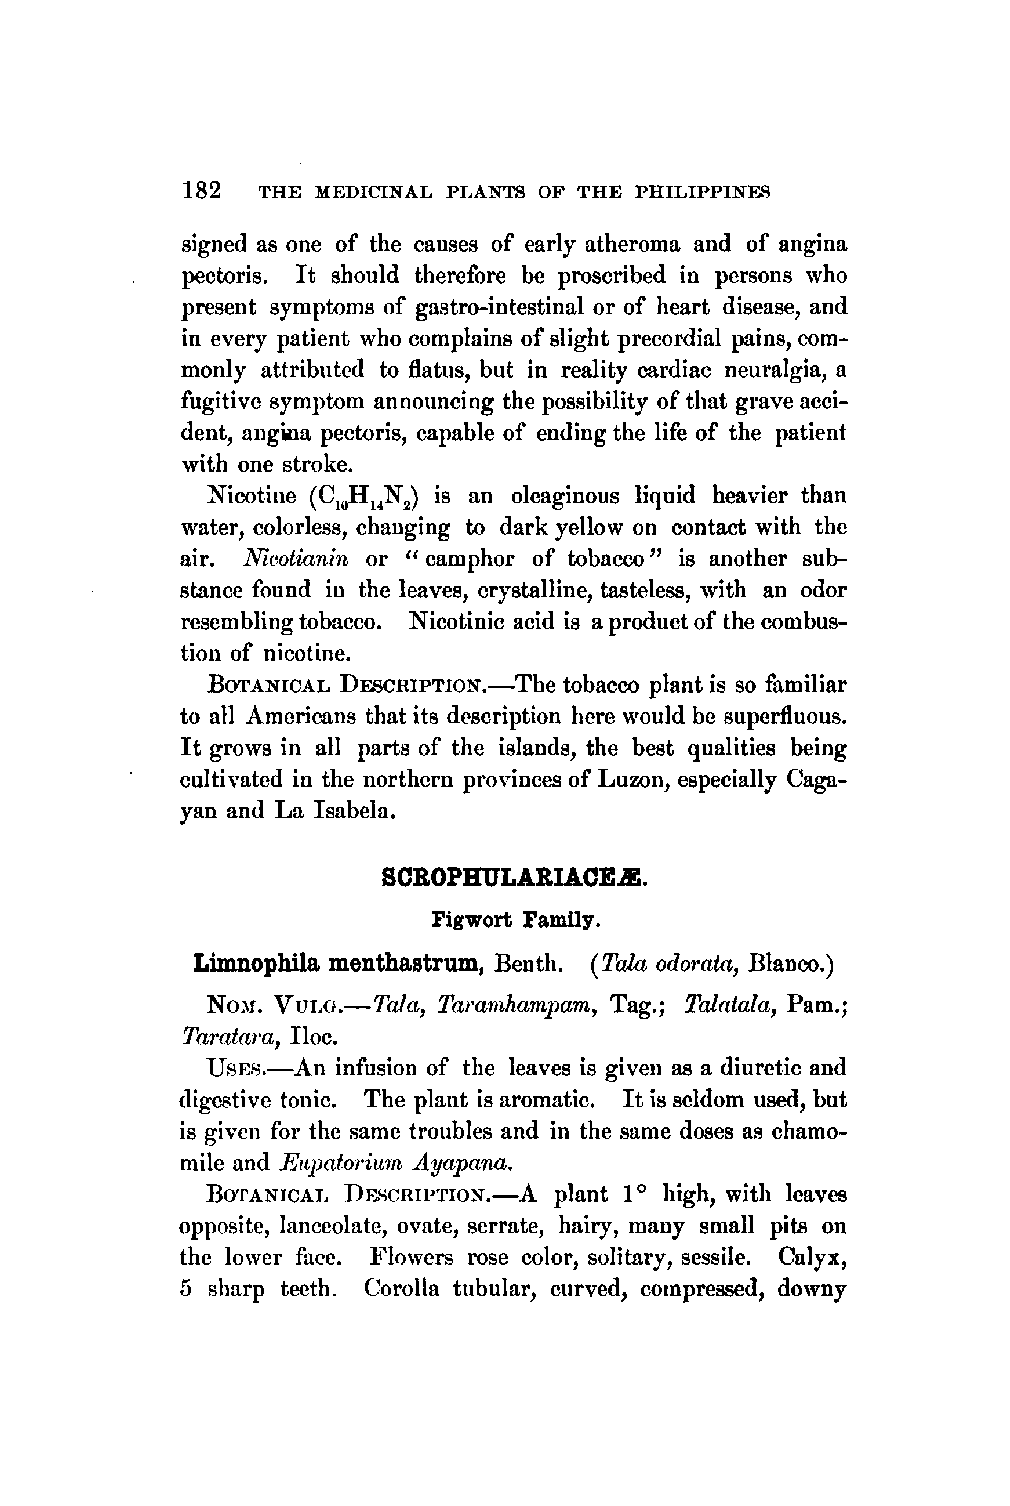 182 THE MEDICINAL PLANTS OF THE PHILIPPINES
signed as one of the causes of early atheroma and of angina
pectoris. It should therefore be proscribed in persons who
present symptoms of gastro-intestinal or of heart disease, and
in every patient who complains of slight precordial pains, com-
monly attributed to flatus, but in reality cardiac neuralgia, a
fugitive symptom announcing the possibility of that grave acci-
dent, angina pectoris, capable of ending the life of the patient
with one stroke.
Nicotine (C₁₀H₁₄N₂) is an oleaginous liquid heavier than
water, colorless, changing to dark yellow on contact with the
air. Nicotianin or “camphor of tobacco” is another sub-
stance found in the leaves, crystalline, tasteless, with an odor
resembling tobacco. Nicotinic acid is a product of the combus-
tion of nicotine.
BOTANICAL DESCRIPTION.—The tobacco plant is so familiar
to all Americans that its description here would be superfluous.
It grows in all parts of the islands, the best qualities being
cultivated in the northern provinces of Luzon, especially Caga-
yan and La Isabela.
SCROPHULARIACEÆ.
Figwort Family.
Limnophila menthastrum, Benth. (Tala odorata, Blanco.)
NOM. VULG.—Tala, Taramhampam, Tag.; Talatala, Pam.;
Taratara, Iloc.
USES.—An infusion of the leaves is given as a diuretic and
digestive tonic. The plant is aromatic. It is seldom used, but
is given for the same troubles and in the same doses as chamo-
mile and Eupatorium Ayapana.
BOTANICAL DESCRIPTION.—A plant 1° high, with leaves
opposite, lanceolate, ovate, serrate, hairy, many small pits on
the lower face. Flowers rose color, solitary, sessile. Calyx,
5 sharp teeth. Corolla tubular, curved, compressed, downy